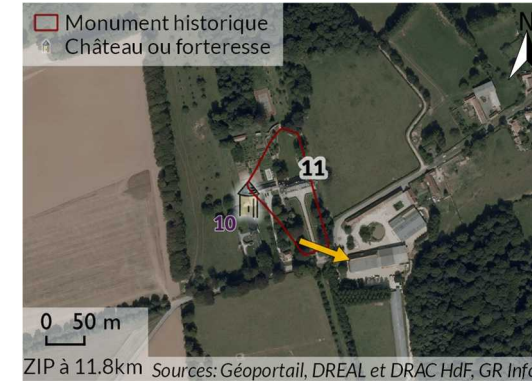 Monument historique
Château ou forteresse
N
11
10
0 50 m
ZIP à 11.8km Sources: Géoportail, DREAL et DRAC HdF, GR Inf